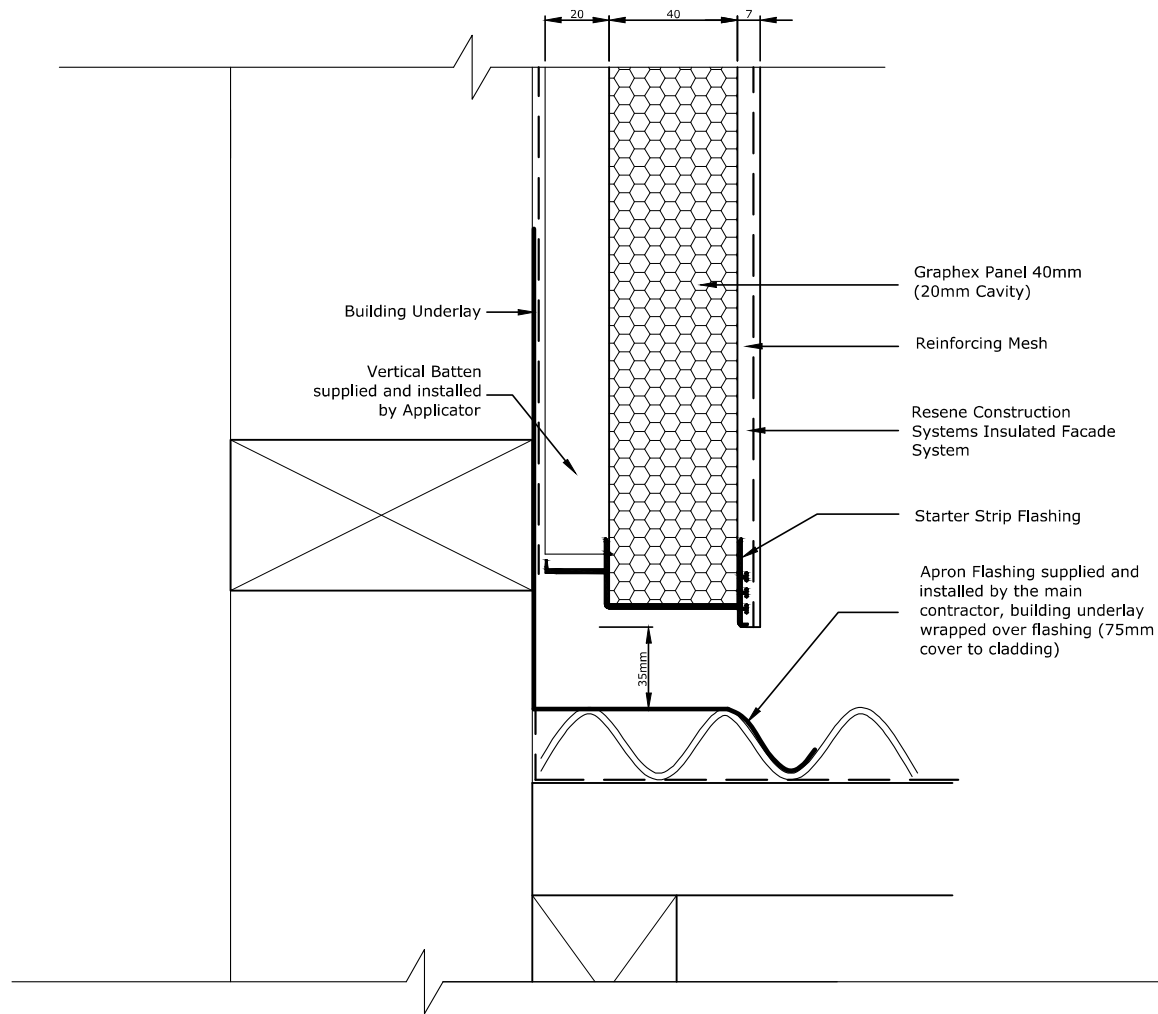 20
40
7
Graphex Panel 40mm
(20mm Cavity)
Building Underlay
Reinforcing Mesh
Vertical Batten
supplied and installed
by Applicator
Resene Construction
Systems Insulated Facade
System
Starter Strip Flashing
Apron Flashing supplied and
installed by the main
contractor, building underlay
wrapped over flashing (75mm
cover to cladding)
35mm